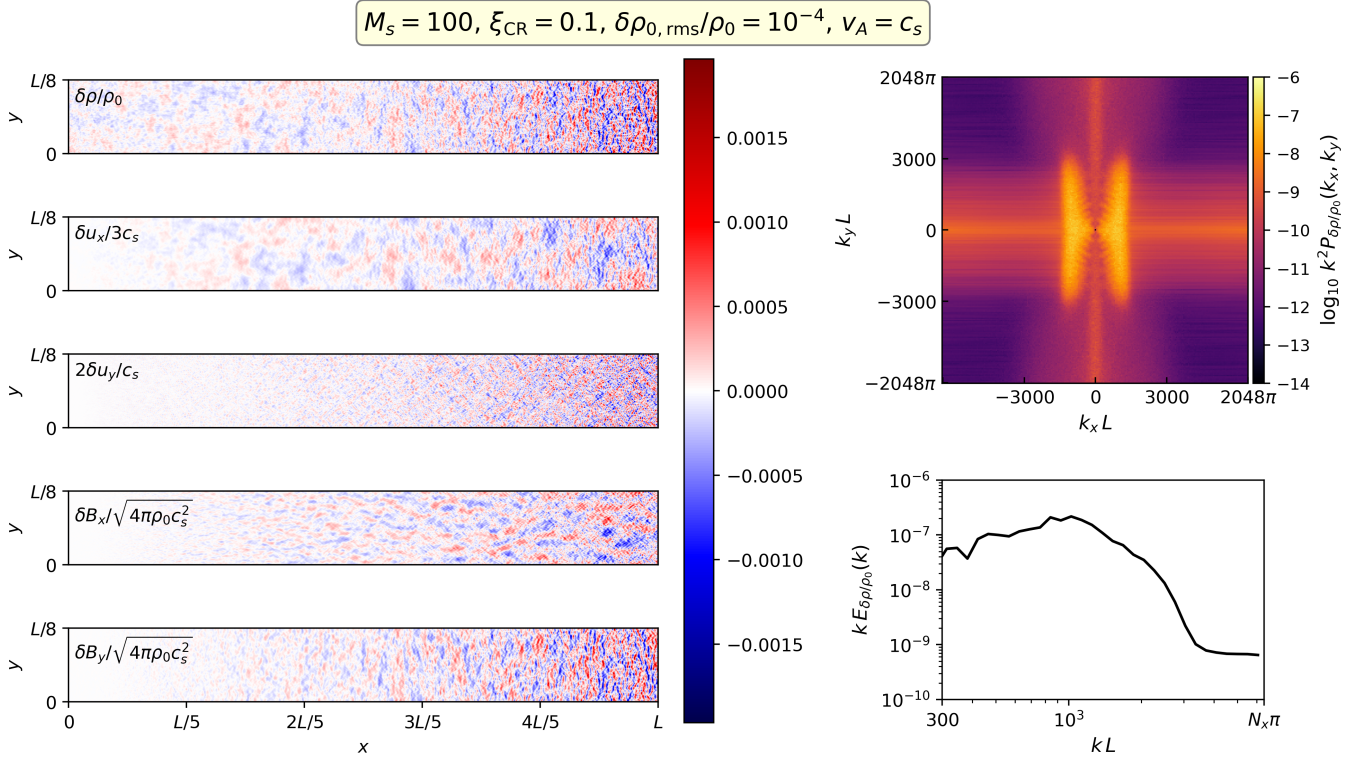 M_s = 100, ξ_CR = 0.1, δρ_0,rms/ρ_0 = 10^−4, v_A = c_s
L/8
δρ/ρ_0
y
0
L/8
δu_x/3c_s
y
0
L/8
2δu_y/c_s
y
0
L/8
δB_x/√4πρ_0c_s^2
y
0
L/8
δB_y/√4πρ_0c_s^2
y
0
0 L/5 2L/5 3L/5 4L/5 L
x
0.0015
0.0010
0.0005
0.0000
−0.0005
−0.0010
−0.0015
2048π
3000
0
−3000
−2048π
k_y L
−3000 0 3000 2048π
k_x L
−6
−7
−8
−9
−10
−11
−12
−13
−14
log_10 k^2 P_δρ/ρ_0(k_x, k_y)
10^−6
10^−7
10^−8
10^−9
10^−10
k E_δρ/ρ_0(k)
300 10^3 N_xπ
k L